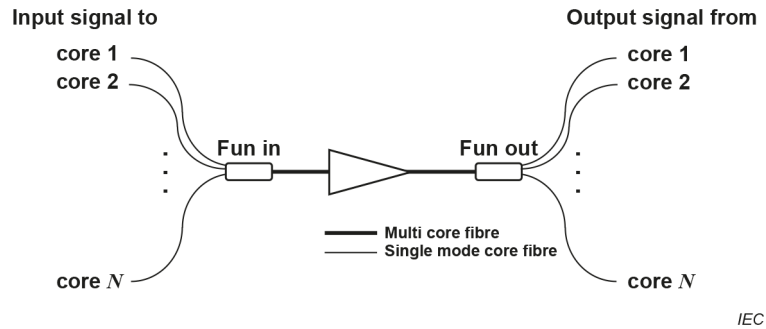 Input signal to
Output signal from
core 1
core 1
core 2
core 2
Fun in
Fun out
Multi core fibre
Single mode core fibre
core N
core N
IEC